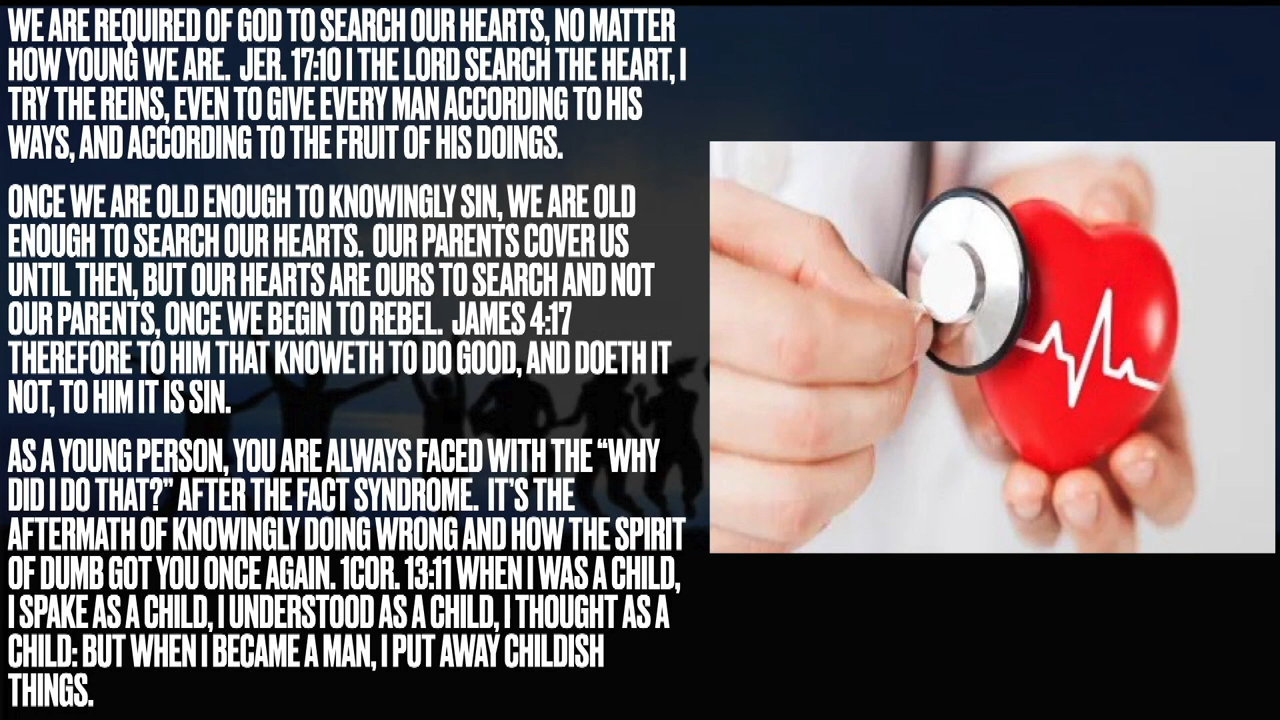 WE ARE REQUIRED OF GOD TO SEARCH OUR HEARTS, NO MATTER
HOW YOUNG WE ARE. JER. 17:10 I THE LORD SEARCH THE HEART, I
TRY THE REINS, EVEN TO GIVE EVERY MAN ACCORDING TO HIS
WAYS, AND ACCORDING TO THE FRUIT OF HIS DOINGS.
ONCE WE ARE OLD ENOUGH TO KNOWINGLY SIN, WE ARE OLD
ENOUGH TO SEARCH OUR HEARTS. OUR PARENTS COVER US
UNTIL THEN, BUT OUR HEARTS ARE OURS TO SEARCH AND NOT
OUR PARENTS, ONCE WE BEGIN TO REBEL. JAMES 4:17
THEREFORE TO HIM THAT KNOWETH TO DO GOOD, AND DOETH IT
NOT, TO HIM IT IS SIN.
AS A YOUNG PERSON, YOU ARE ALWAYS FACED WITH THE “WHY
DID I DO THAT?” AFTER THE FACT SYNDROME. IT’S THE
AFTERMATH OF KNOWINGLY DOING WRONG AND HOW THE SPIRIT
OF DUMB GOT YOU ONCE AGAIN. 1COR. 13:11 WHEN I WAS A CHILD,
I SPAKE AS A CHILD, I UNDERSTOOD AS A CHILD, I THOUGHT AS A
CHILD: BUT WHEN I BECAME A MAN, I PUT AWAY CHILDISH
THINGS.